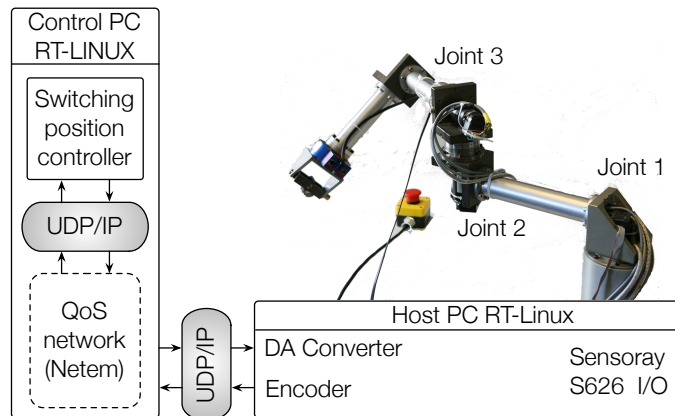 Control PC
RT-LINUX
Switching
position
controller
UDP/IP
QoS
network
(Netem)
UDP/IP
Joint 3
Joint 1
Joint 2
Host PC RT-Linux
DA Converter
Encoder
Sensoray
S626 I/O